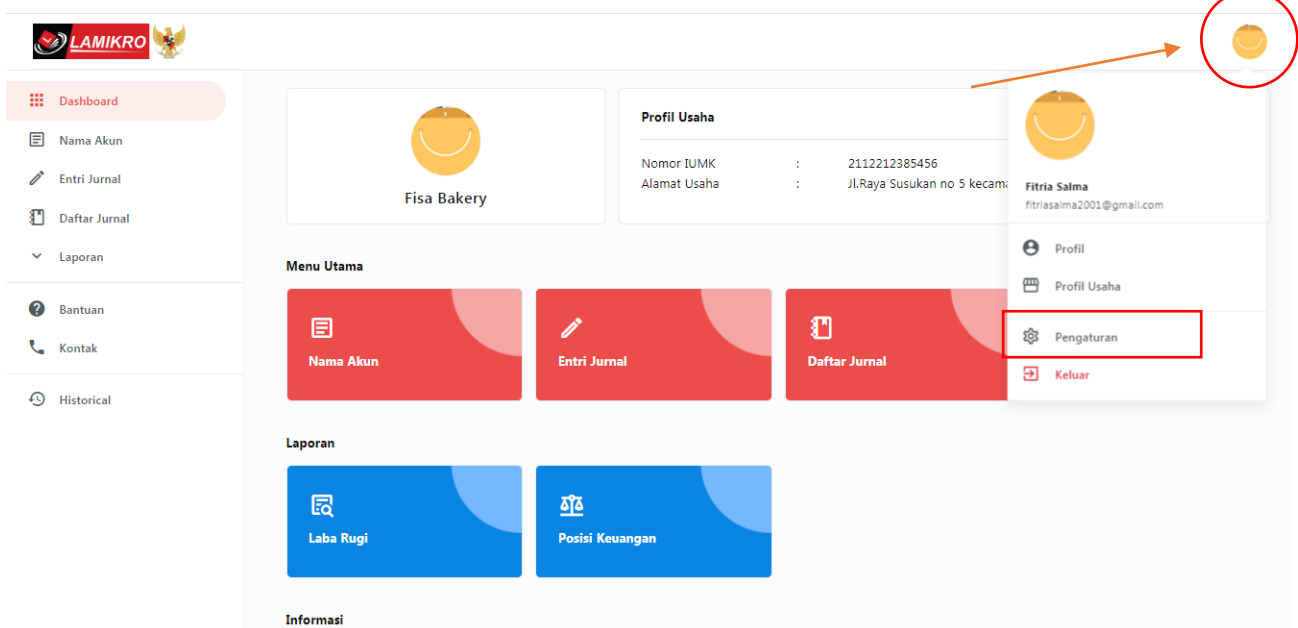 LAMIKRO
Dashboard
Nama Akun
Entri Jurnal
Daftar Jurnal
Laporan
Bantuan
Kontak
Historical
Fisa Bakery
Profil Usaha
Nomor IUMK : 2112212385456
Alamat Usaha : Jl.Raya Susukan no 5 kecama
Menu Utama
Nama Akun
Entri Jurnal
Daftar Jurnal
Laporan
Laba Rugi
Posisi Keuangan
Informasi
Fitria Salma
fitriasalma2001@gmail.com
Profil
Profil Usaha
Pengaturan
Keluar